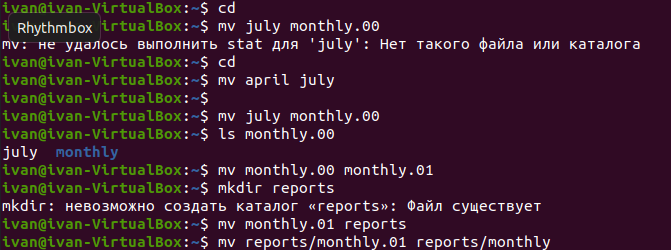 ivan@ivan-VirtualBox:~$ cd
ivan@ivan-VirtualBox:~$ mv july monthly.00
Rhythmbox
mv: не удалось выполнить stat для 'july': Нет такого файла или каталога
ivan@ivan-VirtualBox:~$ cd
ivan@ivan-VirtualBox:~$ mv april july
ivan@ivan-VirtualBox:~$
ivan@ivan-VirtualBox:~$ mv july monthly.00
ivan@ivan-VirtualBox:~$ ls monthly.00
july monthly
ivan@ivan-VirtualBox:~$ mv monthly.00 monthly.01
ivan@ivan-VirtualBox:~$ mkdir reports
mkdir: невозможно создать каталог «reports»: Файл существует
ivan@ivan-VirtualBox:~$ mv monthly.01 reports
ivan@ivan-VirtualBox:~$ mv reports/monthly.01 reports/monthly